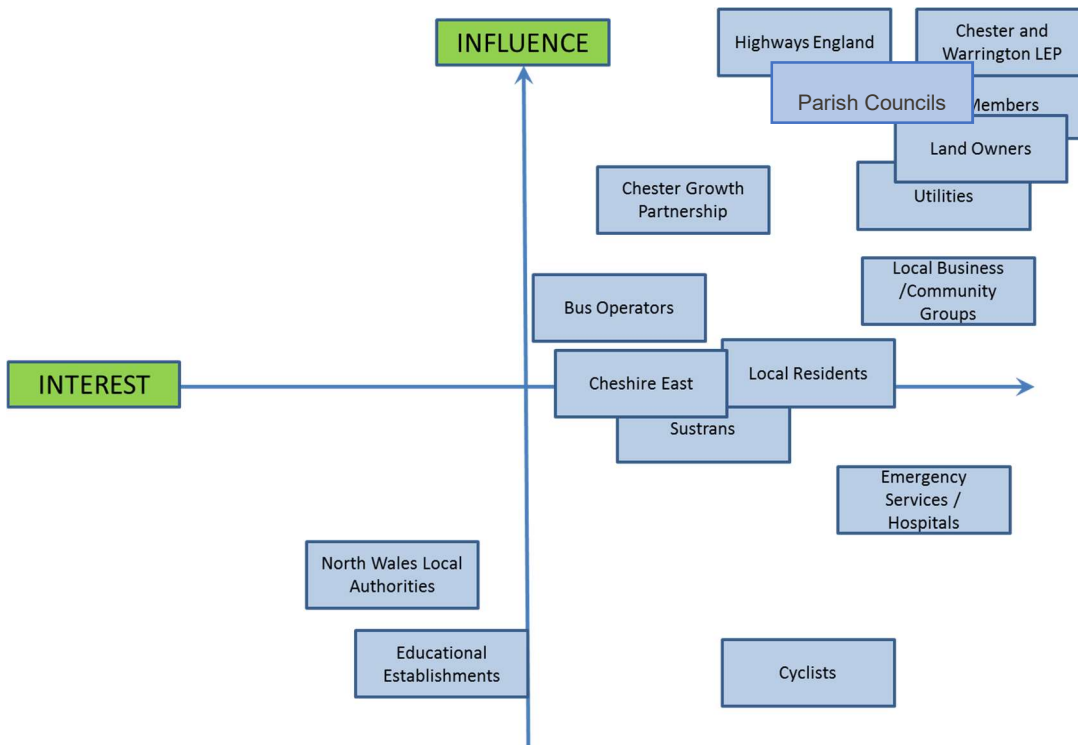 INFLUENCE
Highways England
Chester and
Warrington LEP
Parish Councils
Members
Land Owners
Chester Growth
Partnership
Utilities
Local Business
/Community
Groups
Bus Operators
INTEREST
Cheshire East
Local Residents
Sustrans
Emergency
Services /
Hospitals
North Wales Local
Authorities
Educational
Establishments
Cyclists